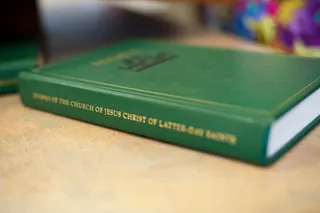 HYMNS OF THE CHURCH OF JESUS CHRIST OF LATTER-DAY SAINTS